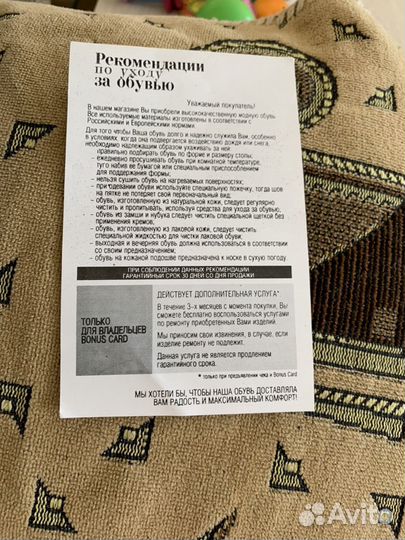 Рекомендации
по уходу
за обувью
Уважаемый покупатель!
В нашем магазине Вы приобрели высококачественную модную обувь.
Все используемые материалы изготовлены в соответствии с
Российскими и Европейскими нормами.
Для того чтобы Ваша обувь долго и надежно служила Вам, особенно
в условиях, когда она подвергается воздействию дождя или снега,
необходимо надлежащим образом ухаживать за ней:
- правильно подбирать обувь по форме и размеру стопы;
- ежедневно просушивать обувь при комнатной температуре,
туго набив ее бумагой или специальным приспособлением
для поддержания формы;
- нельзя сушить обувь на нагреваемых поверхностях;
- при одевании обуви используйте специальную ложечку, тогда шов
на пятке не потеряет свой первоначальный вид;
- обувь, изготовленную из натуральной кожи, следует регулярно
чистить и пропитывать, используя средства для ухода за обувью;
- обувь из замши и нубука следует чистить специальной щеткой без
применения кремов;
- обувь, изготовленную из лаковой кожи, следует чистить
специальной жидкостью для чистки лаковой обуви;
- выходная и вечерняя обувь должна использоваться в соответствии
со своим предназначением;
- обувь на кожаной подошве предназначена к носке в сухую погоду
ПРИ СОБЛЮДЕНИИ ДАННЫХ РЕКОМЕНДАЦИИ
ГАРАНТИЙНЫЙ СРОК 30 ДНЕЙ СО ДНЯ ПРОДАЖИ
ТОЛЬКО
ДЛЯ ВЛАДЕЛЬЦЕВ
BONUS CARD
ДЕЙСТВУЕТ ДОПОЛНИТЕЛЬНАЯ УСЛУГА*
В течение 3-х месяцев с момента покупки, Вы
сможете бесплатно воспользоваться услугами
по ремонту приобретенных Вами изделий.
Мы приносим свои извинения, в случае, если
изделие ремонту не подлежит.
Данная услуга не является продлением
гарантийного срока.
* только при предъявлении чека и Bonus Card
МЫ ХОТЕЛИ БЫ, ЧТОБЫ НАША ОБУВЬ ДОСТАВЛЯЛА
ВАМ РАДОСТЬ И МАКСИМАЛЬНЫЙ КОМФОРТ!
Avito